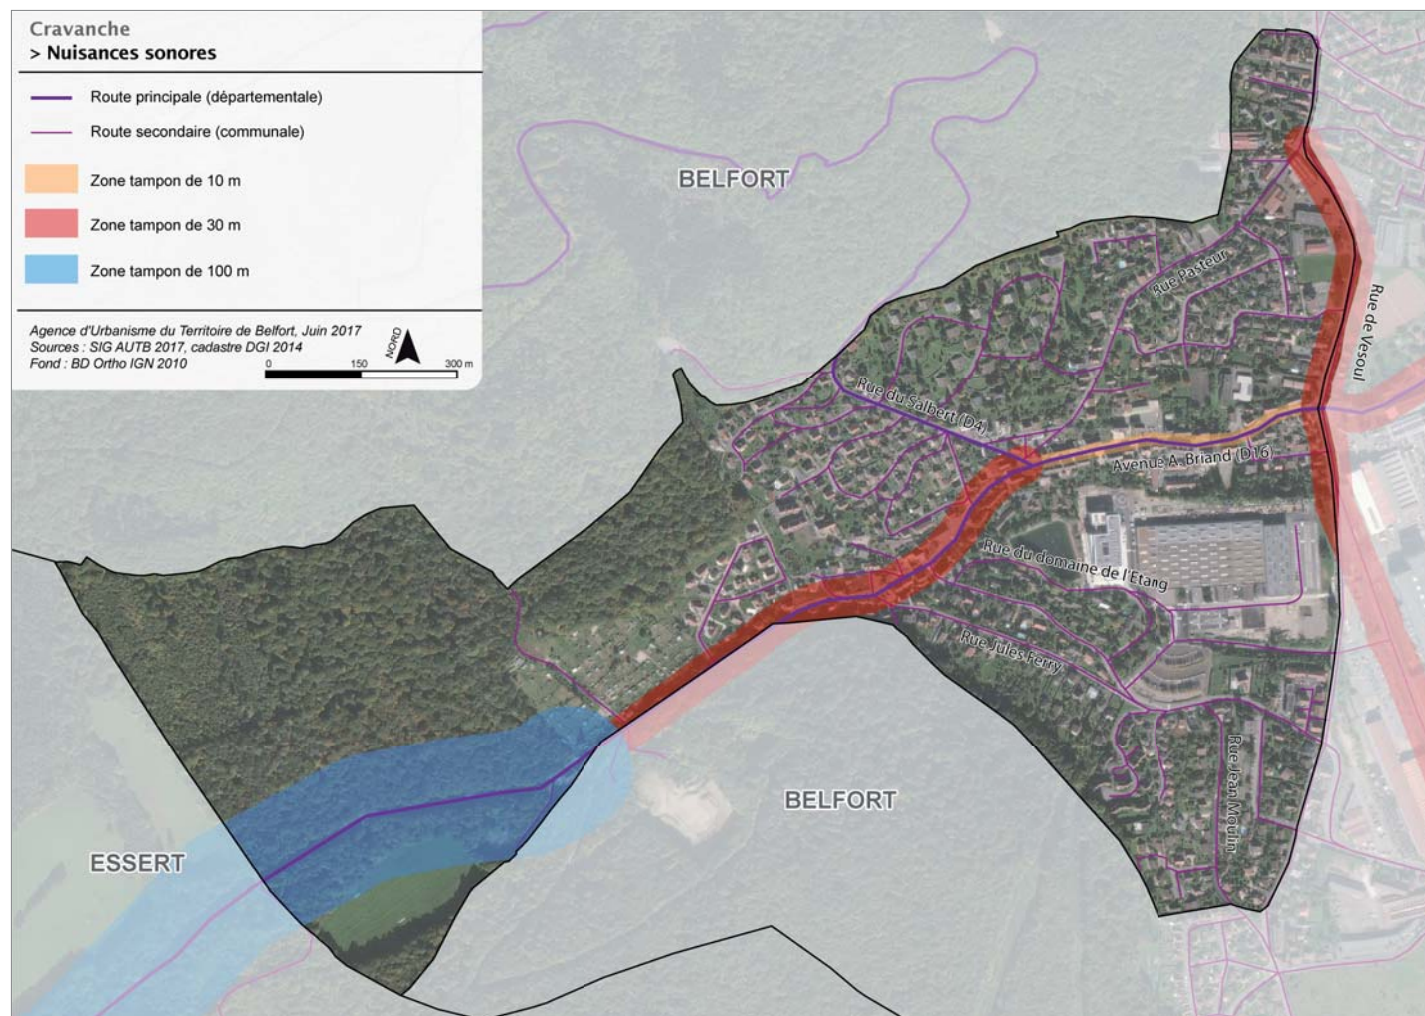 Cravanche
> Nuisances sonores
Route principale (départementale)
Route secondaire (communale)
Zone tampon de 10 m
Zone tampon de 30 m
Zone tampon de 100 m
Agence d'Urbanisme du Territoire de Belfort, Juin 2017
Sources : SIG AUTB 2017, cadastre DGI 2014
Fond : BD Ortho IGN 2010
NORD
0 150 300 m
BELFORT
Rue Pasteur
Rue de Vesoul
Rue du Salbert (D4)
Avenue A. Briand (D16)
Rue du domaine de l'Etang
Rue Jules Ferry
Rue Jean Moulin
BELFORT
ESSERT